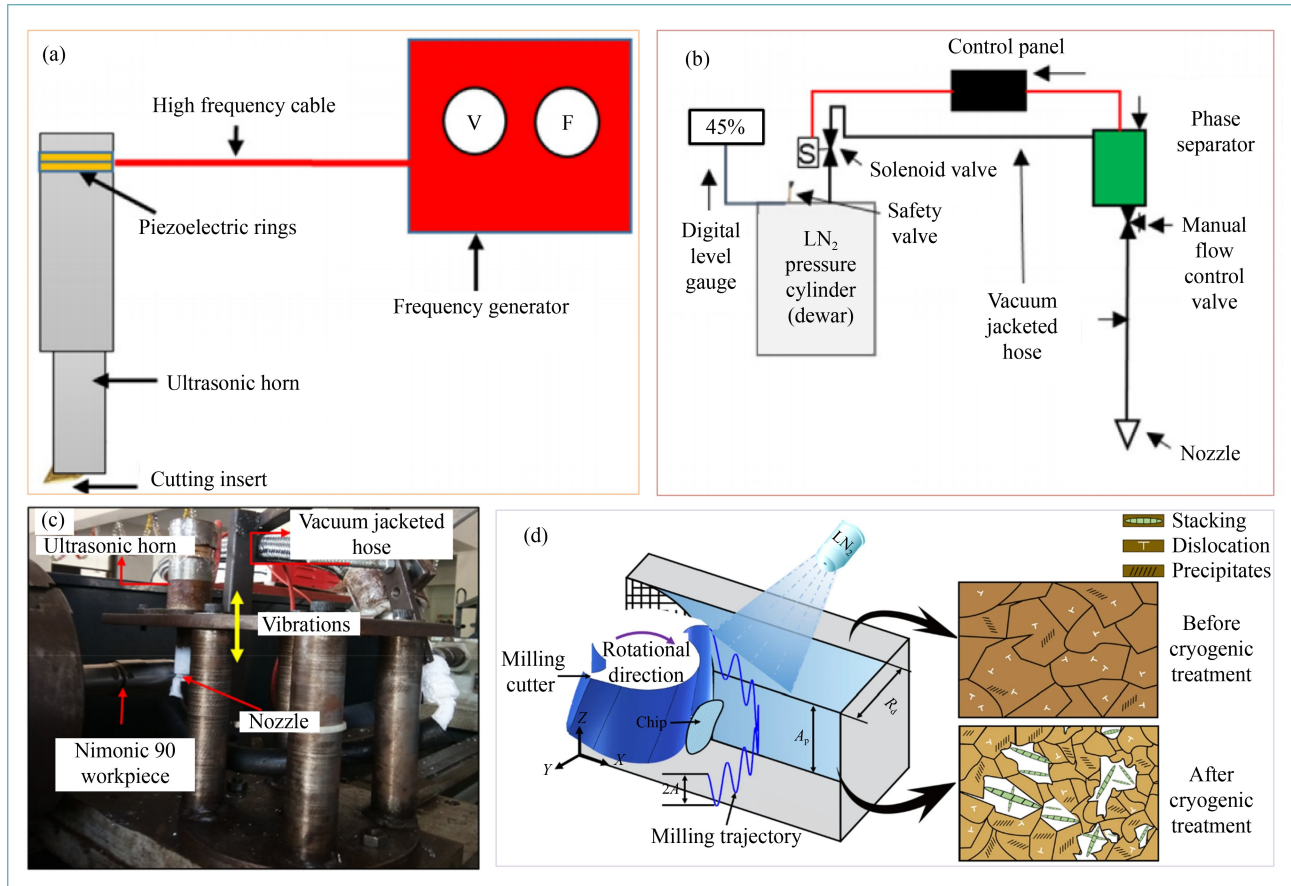 (a)
High frequency cable
V
F
Piezoelectric rings
Frequency generator
Ultrasonic horn
Cutting insert
(b)
Control panel
45%
S
Solenoid valve
Phase
separator
Safety
valve
Digital
level
gauge
LN₂
pressure
cylinder
(dewar)
Vacuum
jacketed
hose
Manual
flow
control
valve
Nozzle
(c)
Ultrasonic horn
Vacuum jacketed
hose
Vibrations
Nozzle
Nimonic 90
workpiece
(d)
LN₂
Stacking
Dislocation
Precipitates
Rotational
direction
Milling
cutter
Chip
Z
Y
X
2A
Aₚ
R_d
Milling trajectory
Before
cryogenic
treatment
After
cryogenic
treatment